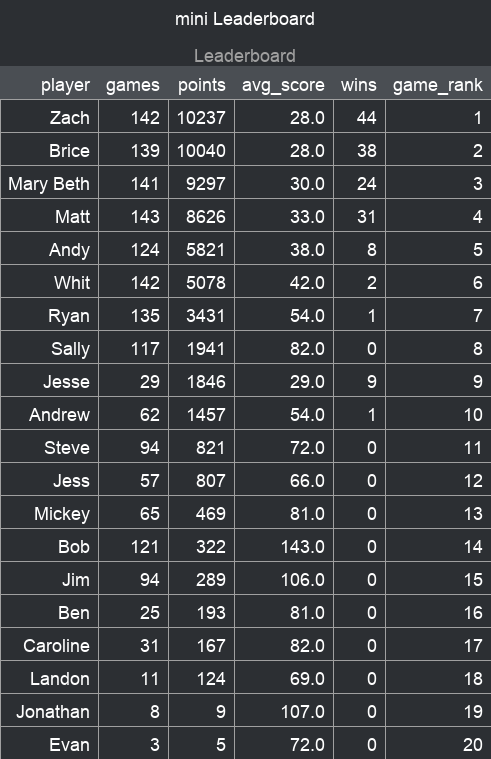 mini Leaderboard
Leaderboard
player games points avg_score wins game_rank
Zach 142 10237 28.0 44 1
Brice 139 10040 28.0 38 2
Mary Beth 141 9297 30.0 24 3
Matt 143 8626 33.0 31 4
Andy 124 5821 38.0 8 5
Whit 142 5078 42.0 2 6
Ryan 135 3431 54.0 1 7
Sally 117 1941 82.0 0 8
Jesse 29 1846 29.0 9 9
Andrew 62 1457 54.0 1 10
Steve 94 821 72.0 0 11
Jess 57 807 66.0 0 12
Mickey 65 469 81.0 0 13
Bob 121 322 143.0 0 14
Jim 94 289 106.0 0 15
Ben 25 193 81.0 0 16
Caroline 31 167 82.0 0 17
Landon 11 124 69.0 0 18
Jonathan 8 9 107.0 0 19
Evan 3 5 72.0 0 20